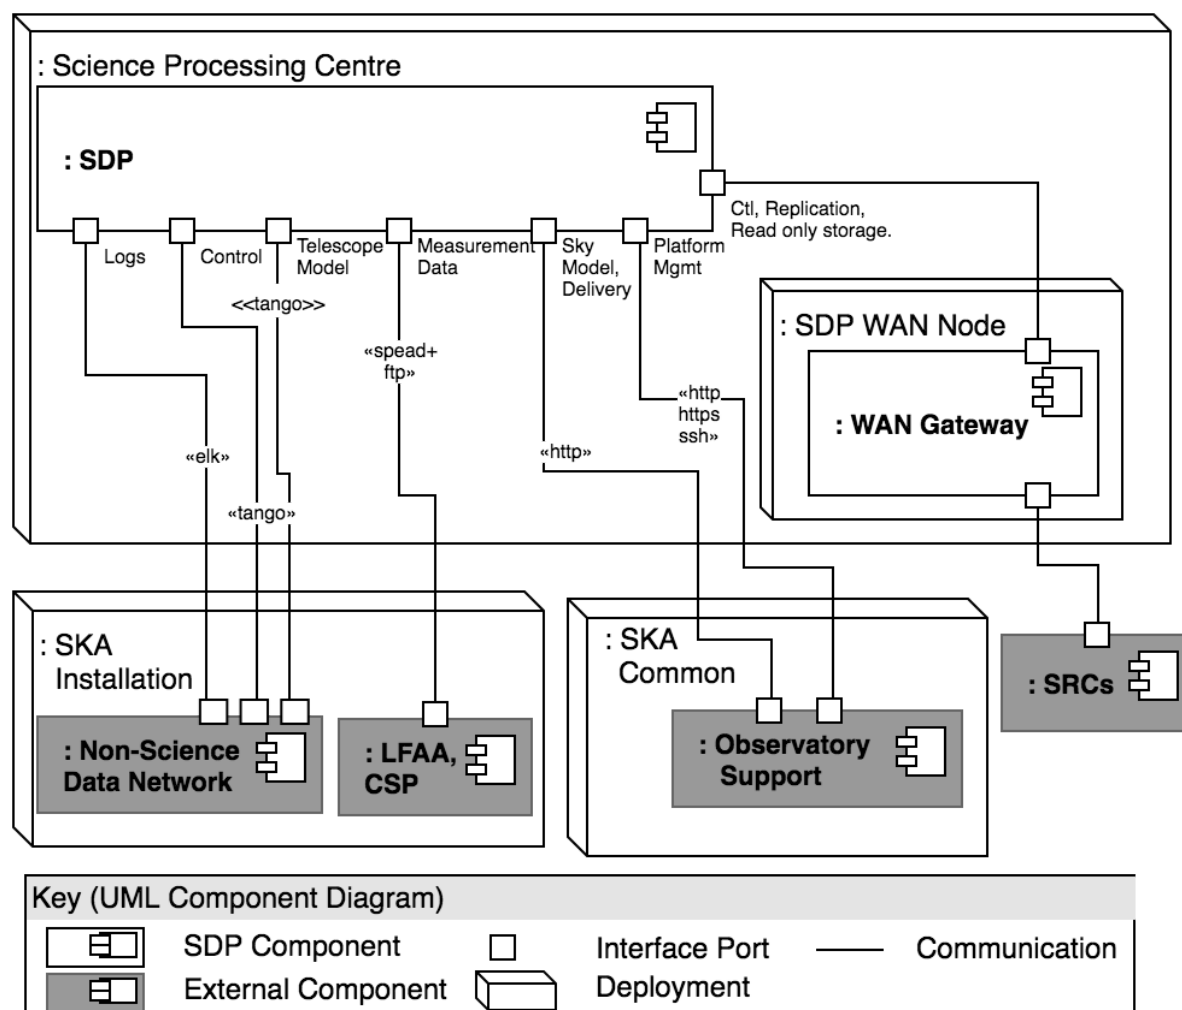 : Science Processing Centre
: SDP
Ctl, Replication,
Read only storage.
Logs
Control
Telescope
Model
Measurement
Data
Sky
Model,
Delivery
Platform
Mgmt
<<tango>>
: SDP WAN Node
«spead+
ftp»
«http
https
ssh»
: WAN Gateway
«elk»
«http»
«tango»
: SKA
Installation
: SKA
Common
: SRCs
: Non-Science
Data Network
: LFAA,
CSP
: Observatory
Support
Key (UML Component Diagram)
SDP Component
Interface Port
Communication
External Component
Deployment